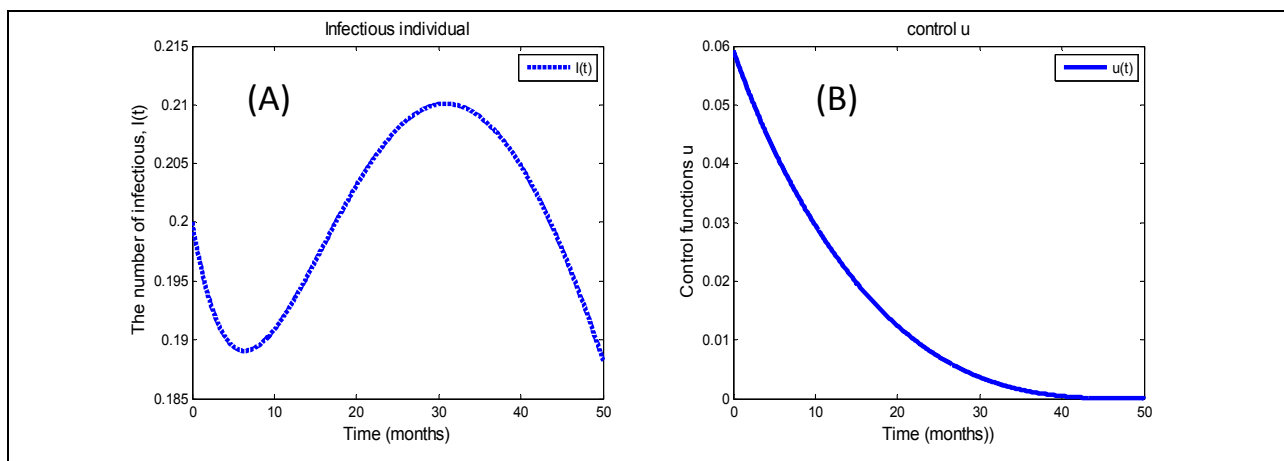 Infectious individual
0.215
0.21
0.205
0.2
0.195
0.19
0.185
The number of infectious, I(t)
(A)
I(t)
0 10 20 30 40 50
Time (months)
control u
0.06
0.05
0.04
0.03
0.02
0.01
0
Control functions u
(B)
u(t)
0 10 20 30 40 50
Time (months))